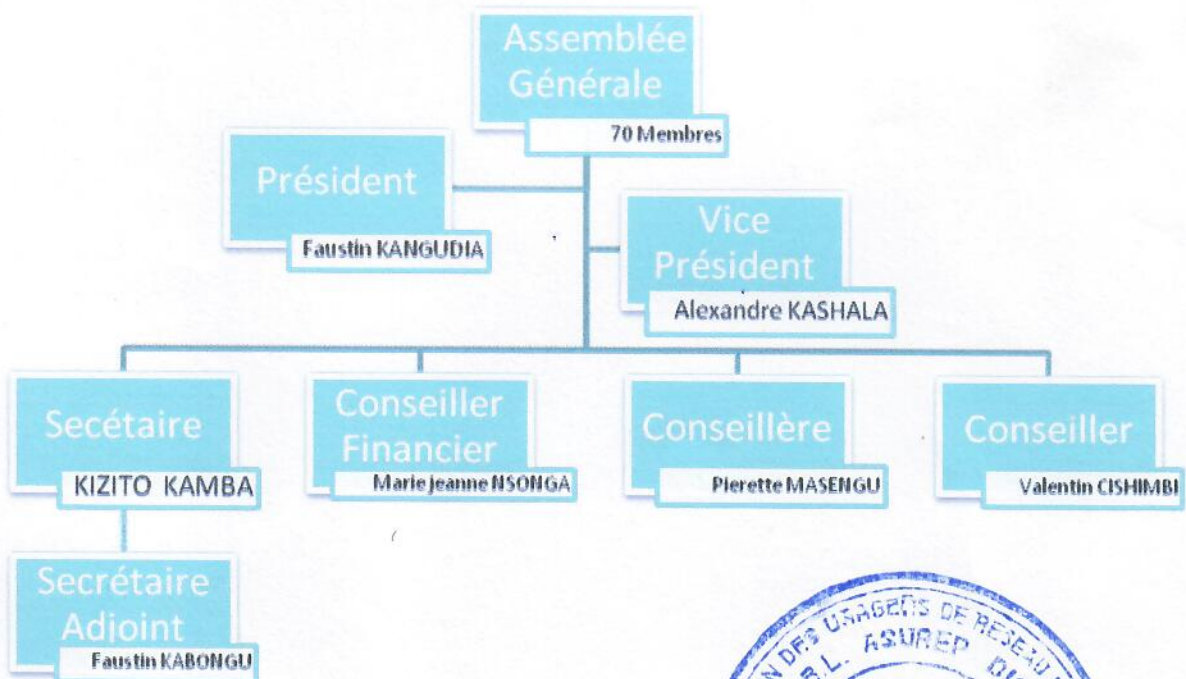 Assemblée
Générale
70 Membres
Président
Faustin KANGUDIA
Vice
Président
Alexandre KASHALA
Secétaire
KIZITO KAMBA
Conseiller
Financier
Marie jeanne NSONGA
Conseillère
Pierette MASENGU
Conseiller
Valentin CISHIMBI
Secrétaire
Adjoint
Faustin KABONGU
DES USAGERS DE RESEAU
ASUREP